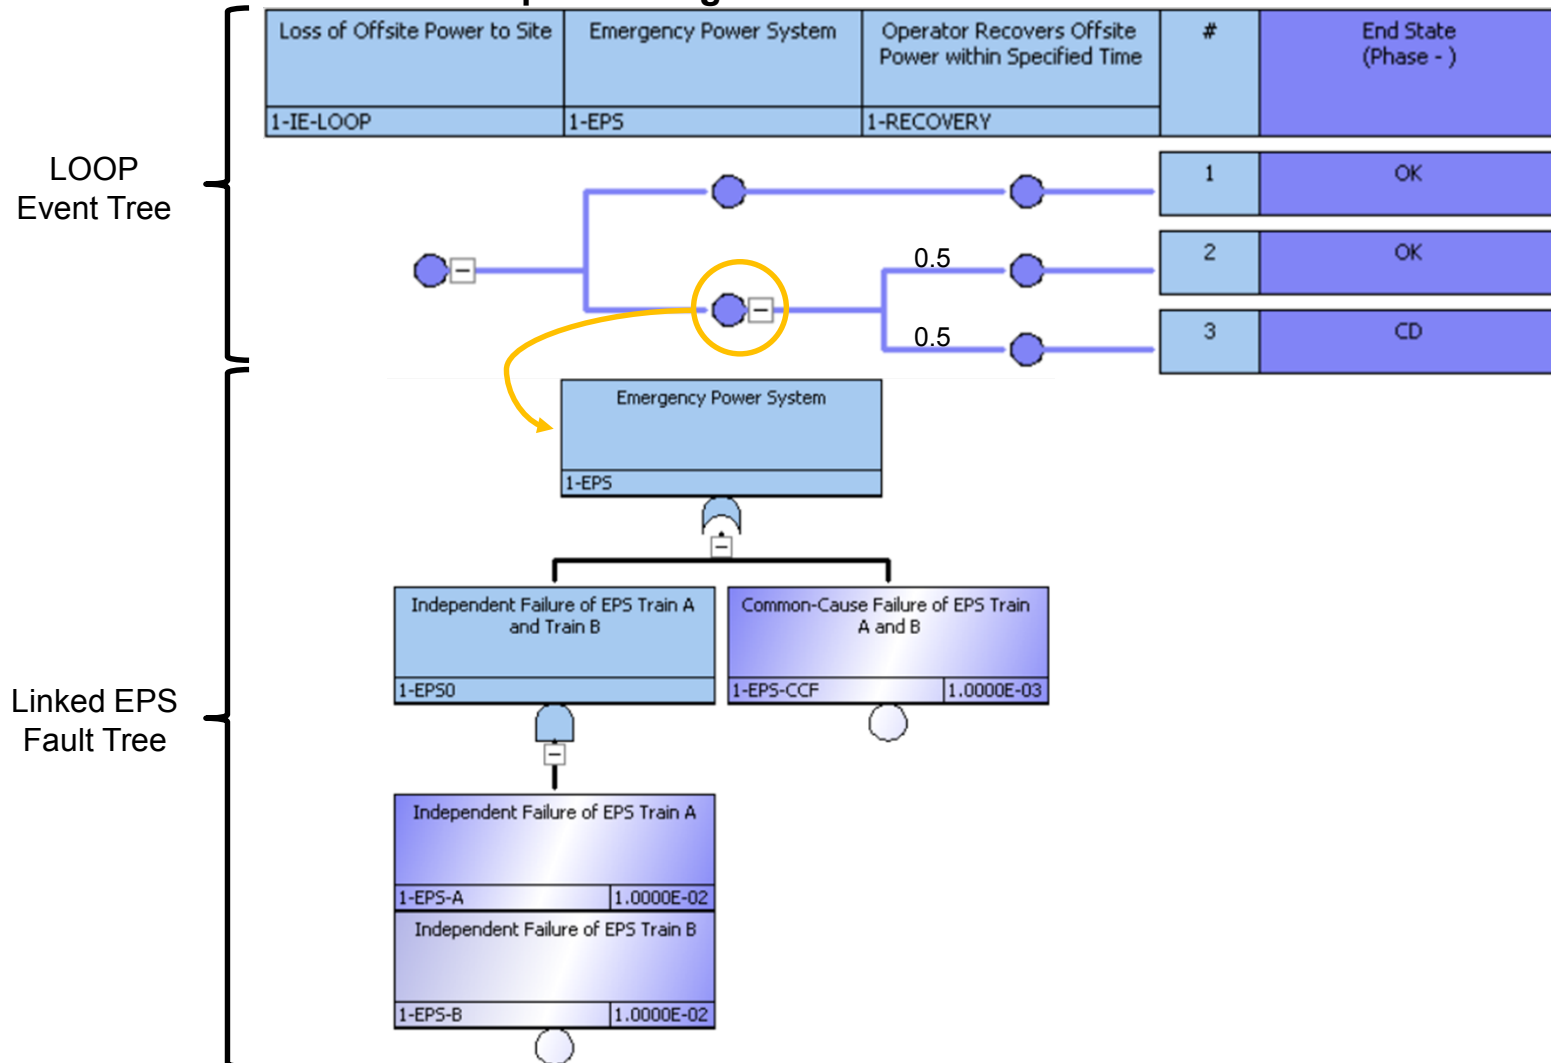 Loss of Offsite Power to Site
Emergency Power System
Operator Recovers Offsite
Power within Specified Time
#
End State
(Phase - )
1-IE-LOOP
1-EPS
1-RECOVERY
LOOP
Event Tree
1
OK
0.5
2
OK
0.5
3
CD
Emergency Power System
1-EPS
Linked EPS
Fault Tree
Independent Failure of EPS Train A
and Train B
1-EPS0
Common-Cause Failure of EPS Train
A and B
1-EPS-CCF
1.0000E-03
Independent Failure of EPS Train A
1-EPS-A
1.0000E-02
Independent Failure of EPS Train B
1-EPS-B
1.0000E-02